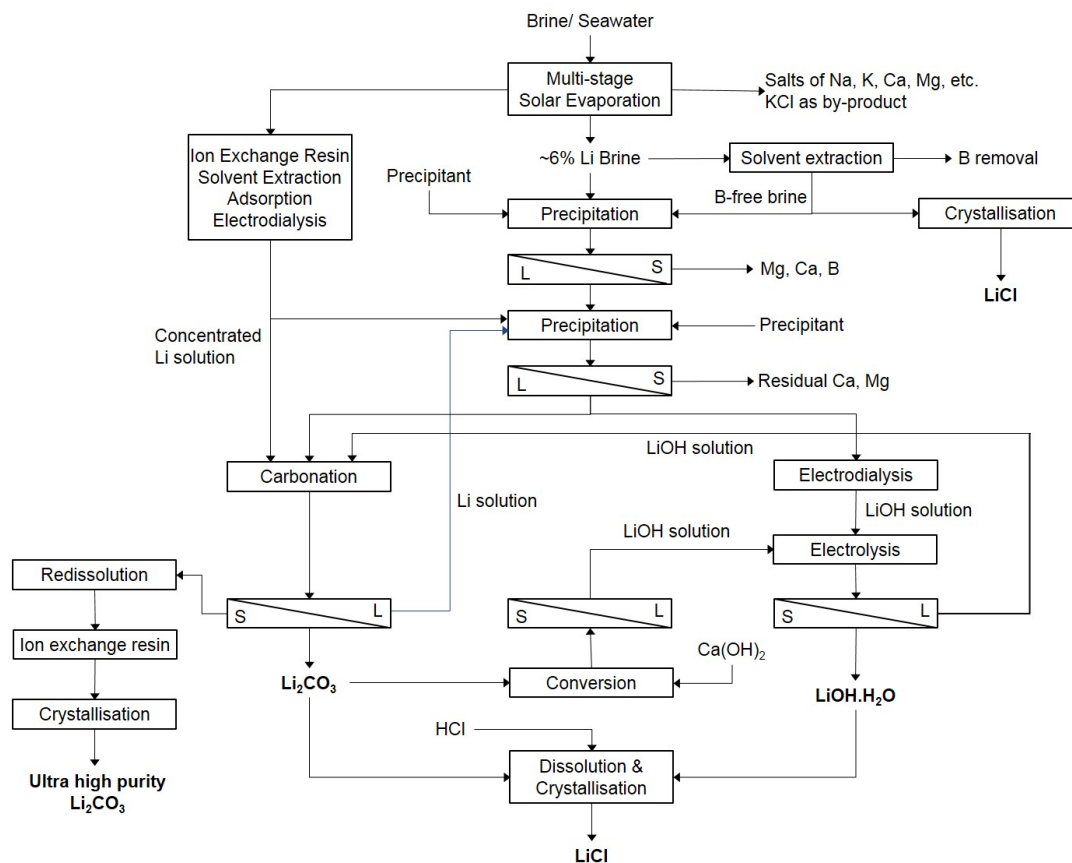 Brine/ Seawater
Multi-stage
Solar Evaporation
Salts of Na, K, Ca, Mg, etc.
KCl as by-product
Ion Exchange Resin
Solvent Extraction
Adsorption
Electrodialysis
~6% Li Brine
Solvent extraction
B removal
Precipitant
B-free brine
Precipitation
Crystallisation
L
S
Mg, Ca, B
LiCl
Concentrated
Li solution
Precipitation
Precipitant
L
S
Residual Ca, Mg
LiOH solution
Carbonation
Electrodialysis
Li solution
LiOH solution
LiOH solution
Electrolysis
Redissolution
S
L
S
L
S
L
Ion exchange resin
Ca(OH)₂
Li₂CO₃
Conversion
LiOH.H₂O
Crystallisation
HCl
Dissolution &
Crystallisation
Ultra high purity
Li₂CO₃
LiCl